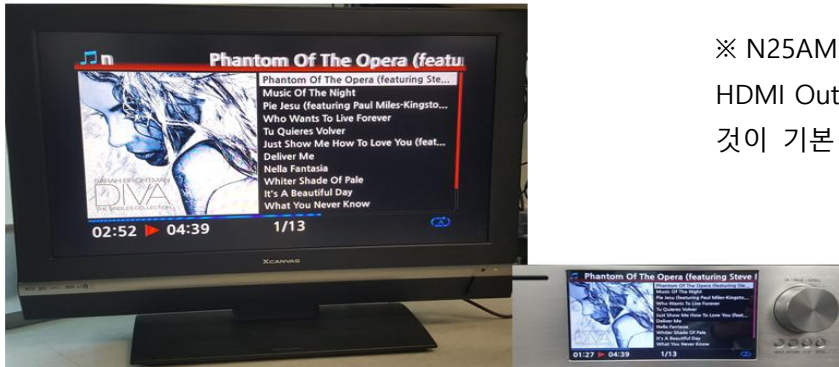 n Phantom Of The Opera (featu
Phantom Of The Opera (featuring Ste...
Music Of The Night
Pie Jesu (featuring Paul Miles-Kingsto...
Who Wants To Live Forever
Tu Quieres Volver
Just Show Me How To Love You (feat...
Deliver Me
Nella Fantasia
Whiter Shade Of Pale
It's A Beautiful Day
What You Never Know
SARAH BRIGHTMAN
DIVA
THE SINGLES COLLECTION
02:52 04:39 1/13
XCANVAS
※ N25AM
HDMI Out
것이 기본
Phantom Of The Opera (featuring Steve
Phantom Of The Opera (featuring Ste...
Music Of The Night
Pie Jesu (featuring Paul Miles-Kingsto...
Who Wants To Live Forever
Tu Quieres Volver
Just Show Me How To Love You (feat...
Deliver Me
Nella Fantasia
Whiter Shade Of Pale
It's A Beautiful Day
What You Never Know
DIVA
01:27 04:39 1/13